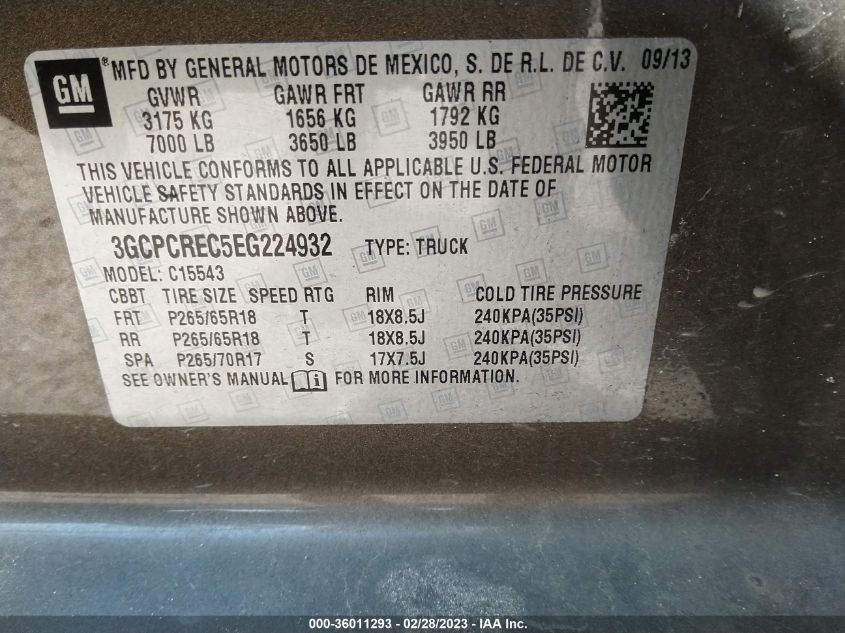 GM ® MFD BY GENERAL MOTORS DE MEXICO, S. DE R.L. DE C.V. 09/13
GVWR GAWR FRT GAWR RR
3175 KG 1656 KG 1792 KG
7000 LB 3650 LB 3950 LB
THIS VEHICLE CONFORMS TO ALL APPLICABLE U.S. FEDERAL MOTOR
VEHICLE SAFETY STANDARDS IN EFFECT ON THE DATE OF
MANUFACTURE SHOWN ABOVE.
3GCPCREC5EG224932 TYPE: TRUCK
MODEL: C15543
CBBT TIRE SIZE SPEED RTG RIM COLD TIRE PRESSURE
FRT P265/65R18 T 18X8.5J 240KPA(35PSI)
RR P265/65R18 T 18X8.5J 240KPA(35PSI)
SPA P265/70R17 S 17X7.5J 240KPA(35PSI)
SEE OWNER'S MANUAL FOR MORE INFORMATION.
000-36011293 - 02/28/2023 - © IAA Inc.